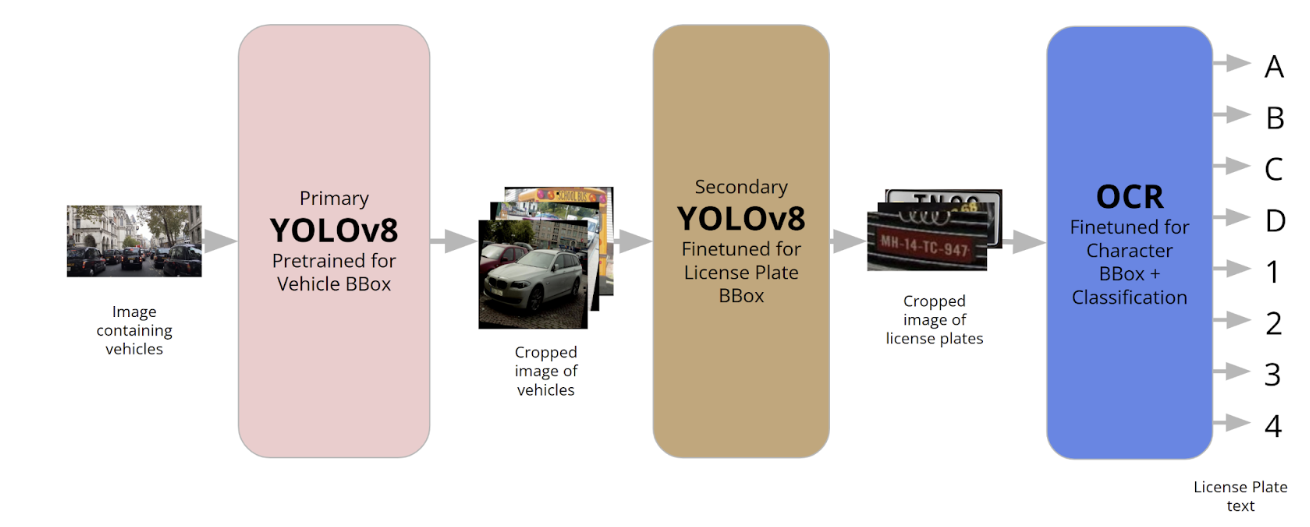 Image
containing
vehicles
Primary
YOLOv8
Pretrained for
Vehicle BBox
SCHOOL BUS
Cropped
image of
vehicles
Secondary
YOLOv8
Finetuned for
License Plate
BBox
MH-14-TC-947
Cropped
image of
license plates
OCR
Finetuned for
Character
BBox +
Classification
A
B
C
D
1
2
3
4
License Plate
text